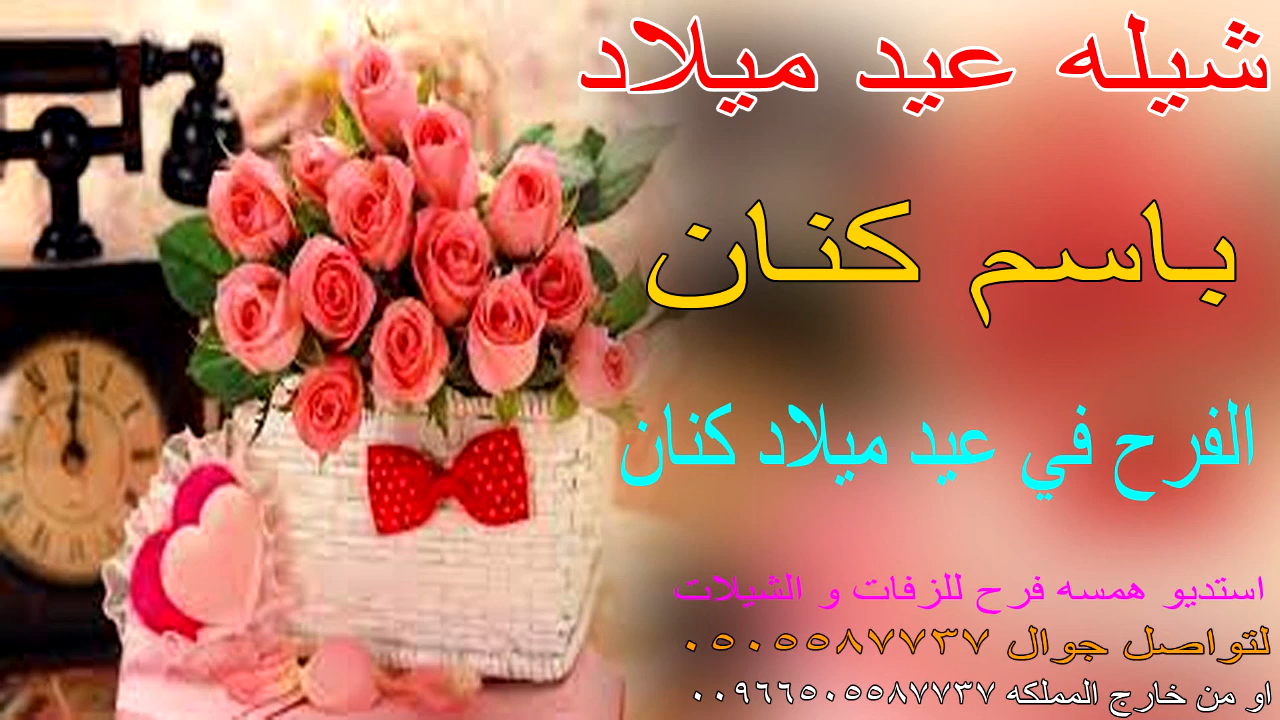 شيله عيد ميلاد
باسم كنان
الفرح في عيد ميلاد كنان
استديو همسه فرح للزفات و الشيلات
لتواصل جوال ٠٥٠٥٥٨٧٧٣٧
او من خارج المملكه ٠٠٩٦٦٥٠٥٥٨٧٧٣٧